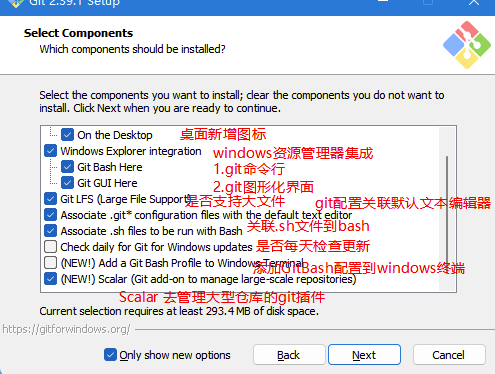 Git 2.39.1 Setup
Select Components
Which components should be installed?
Select the components you want to install; clear the components you do not want to
install. Click Next when you are ready to continue.
On the Desktop 桌面新增图标
Windows Explorer integration windows资源管理器集成
Git Bash Here 1.git命令行
Git GUI Here 2.git图形化界面
Git LFS (Large File Support) 是否支持大文件 git配置关联默认文本编辑器
Associate .git* configuration files with the default text editor
Associate .sh files to be run with Bash 关联.sh文件到bash
Check daily for Git for Windows updates 是否每天检查更新
(NEW!) Add a Git Bash Profile to Windows Terminal 添加GitBash配置到windows终端
(NEW!) Scalar (Git add-on to manage large-scale repositories)
Scalar 去管理大型仓库的git插件
Current selection requires at least 293.4 MB of disk space.
https://gitforwindows.org/
Only show new options Back Next Cancel